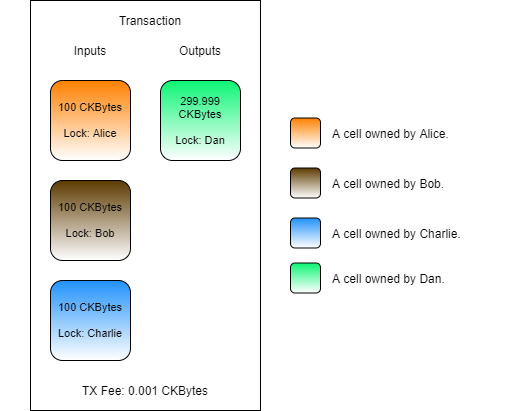 Transaction
Inputs
Outputs
100 CKBytes
Lock: Alice
299.999
CKBytes
Lock: Dan
100 CKBytes
Lock: Bob
100 CKBytes
Lock: Charlie
TX Fee: 0.001 CKBytes
A cell owned by Alice.
A cell owned by Bob.
A cell owned by Charlie.
A cell owned by Dan.